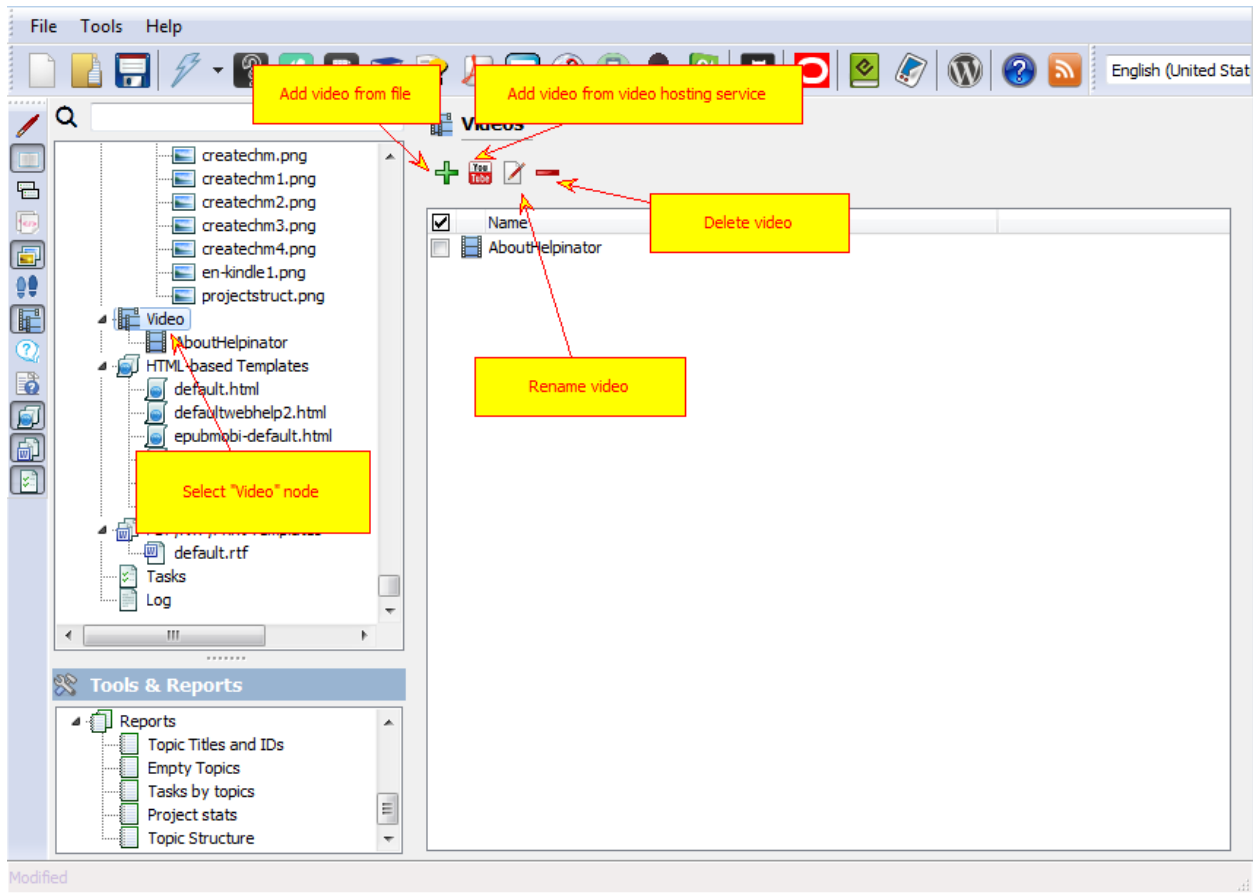 File Tools Help
English (United Stat
Add video from file
Add video from video hosting service
Videos
You
Tube
Delete video
Name
AboutHelpinator
Rename video
createchm.png
createchm1.png
createchm2.png
createchm3.png
createchm4.png
en-kindle1.png
projectstruct.png
Video
AboutHelpinator
HTML-based Templates
default.html
defaultwebhelp2.html
epubmobi-default.html
Select "Video" node
Templates
default.rtf
Tasks
Log
Tools & Reports
Reports
Topic Titles and IDs
Empty Topics
Tasks by topics
Project stats
Topic Structure
Modified